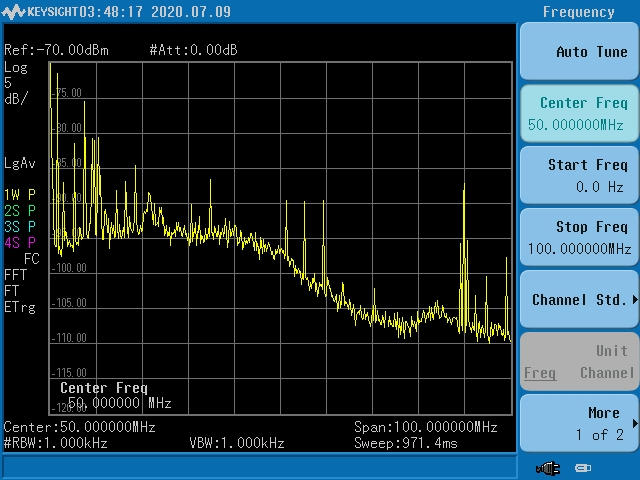 KEYSIGHT 03:48:17 2020.07.09
Frequency
Ref:-70.00dBm #Att:0.00dB
Log
5
dB/
LgAv
1W P
2S P
3S P
4S P
FC
FFT
FT
ETrg
-75.00
-80.00
-100.00
-105.00
-110.00
-115.00
Center Freq
50.000000 MHz
Center:50.000000MHz Span:100.000000MHz
#RBW:1.000kHz VBW:1.000kHz Sweep:971.4ms
Auto Tune
Center Freq
50.000000MHz
Start Freq
0.0 Hz
Stop Freq
100.000000MHz
Channel Std.
Unit
Freq Channel
More
1 of 2